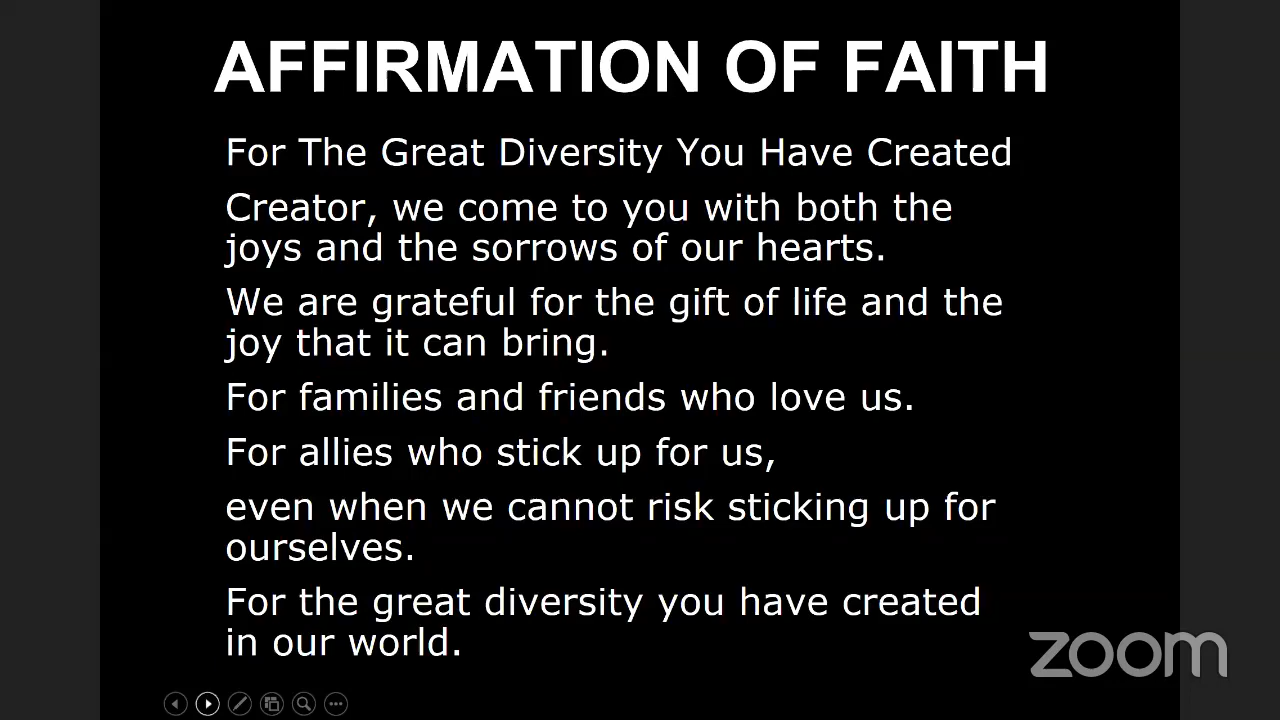 AFFIRMATION OF FAITH
For The Great Diversity You Have Created
Creator, we come to you with both the
joys and the sorrows of our hearts.
We are grateful for the gift of life and the
joy that it can bring.
For families and friends who love us.
For allies who stick up for us,
even when we cannot risk sticking up for
ourselves.
For the great diversity you have created
in our world.
zoom